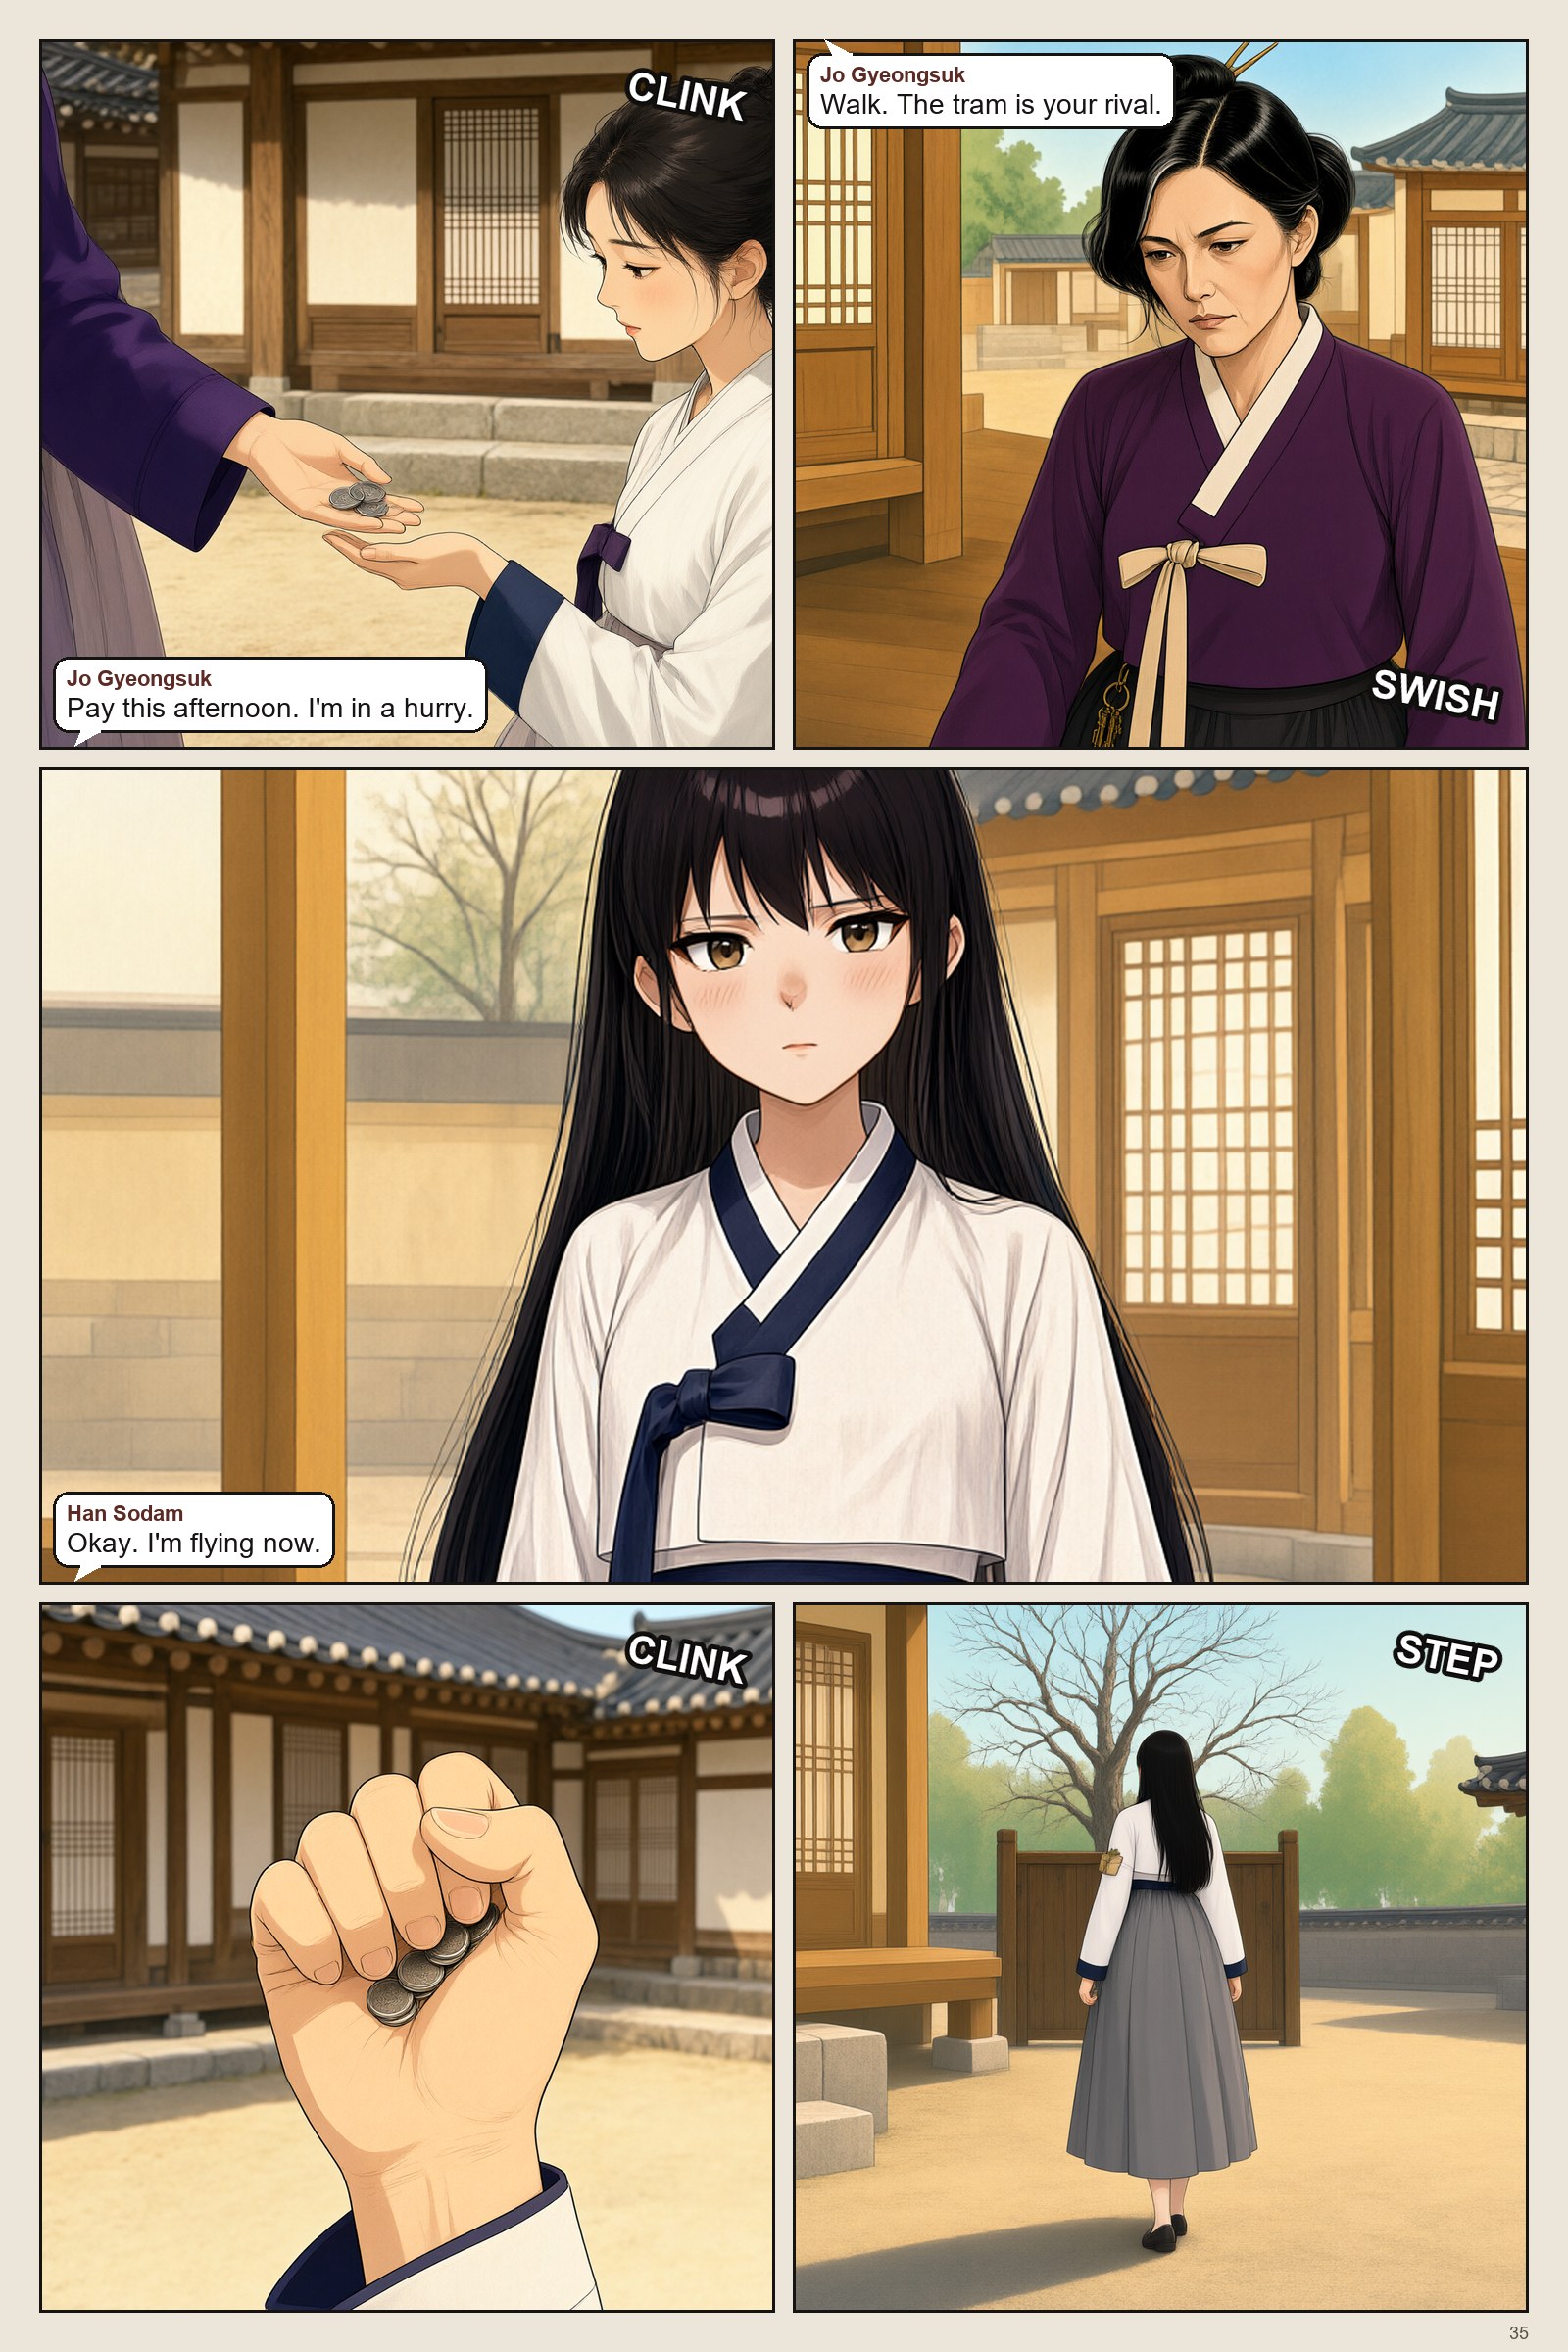 CLINK
Jo Gyeongsuk
Pay this afternoon. I'm in a hurry.
Jo Gyeongsuk
Walk. The tram is your rival.
SWISH
Han Sodam
Okay. I'm flying now.
CLINK
STEP
35